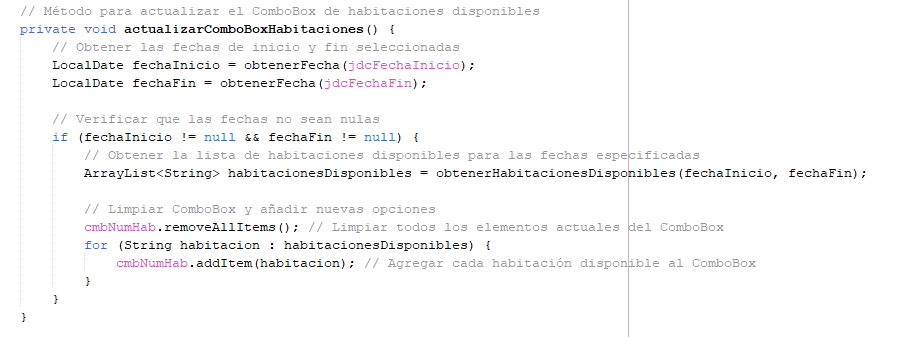 // Método para actualizar el ComboBox de habitaciones disponibles
private void actualizarComboBoxHabitaciones() {
// Obtener las fechas de inicio y fin seleccionadas
LocalDate fechaInicio = obtenerFecha(jdcFechaInicio);
LocalDate fechaFin = obtenerFecha(jdcFechaFin);
// Verificar que las fechas no sean nulas
if (fechaInicio != null && fechaFin != null) {
// Obtener la lista de habitaciones disponibles para las fechas especificadas
ArrayList<String> habitacionesDisponibles = obtenerHabitacionesDisponibles(fechaInicio, fechaFin);
// Limpiar ComboBox y añadir nuevas opciones
cmbNumHab.removeAllItems(); // Limpiar todos los elementos actuales del ComboBox
for (String habitacion : habitacionesDisponibles) {
cmbNumHab.addItem(habitacion); // Agregar cada habitación disponible al ComboBox
}
}
}